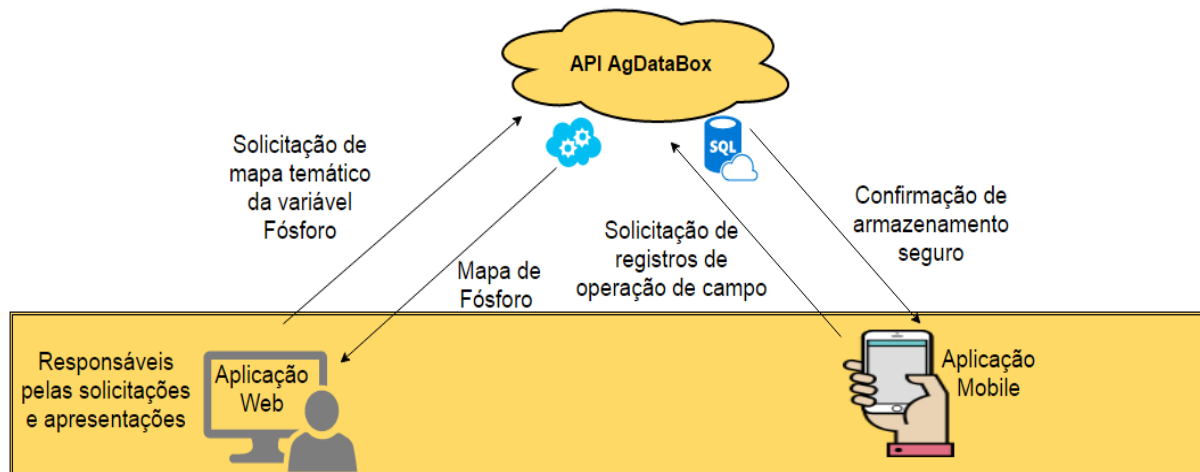 API AgDataBox
SQL
Solicitação de
mapa temático
da variável
Fósforo
Mapa de
Fósforo
Solicitação de
registros de
operação de campo
Confirmação de
armazenamento
seguro
Responsáveis
pelas solicitações
e apresentações
Aplicação
Web
Aplicação
Mobile